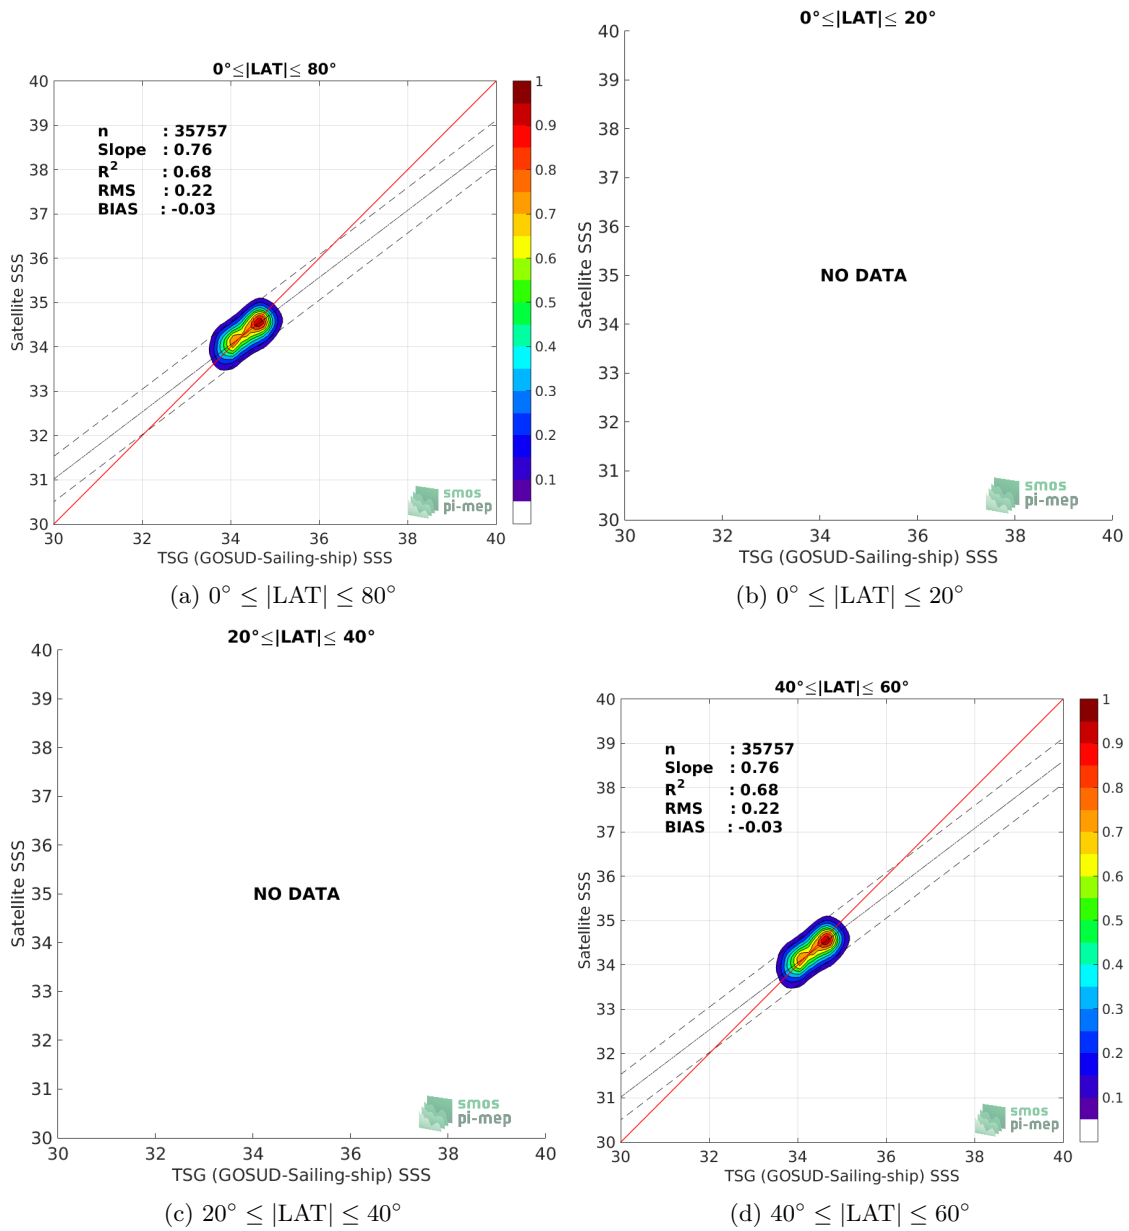 0°≤|LAT|≤ 80°
40
39
38
37
36
35
34
33
32
31
30
n : 35757
Slope : 0.76
R² : 0.68
RMS : 0.22
BIAS : -0.03
1
0.9
0.8
0.7
0.6
0.5
0.4
0.3
0.2
0.1
Satellite SSS
smos
pi-mep
30 32 34 36 38 40
TSG (GOSUD-Sailing-ship) SSS
(a) 0° ≤ |LAT| ≤ 80°
0°≤|LAT|≤ 20°
40
39
38
37
36
35
34
33
32
31
30
Satellite SSS
NO DATA
smos
pi-mep
30 32 34 36 38 40
TSG (GOSUD-Sailing-ship) SSS
(b) 0° ≤ |LAT| ≤ 20°
20°≤|LAT|≤ 40°
40
39
38
37
36
35
34
33
32
31
30
Satellite SSS
NO DATA
smos
pi-mep
30 32 34 36 38 40
TSG (GOSUD-Sailing-ship) SSS
(c) 20° ≤ |LAT| ≤ 40°
40°≤|LAT|≤ 60°
40
39
38
37
36
35
34
33
32
31
30
n : 35757
Slope : 0.76
R² : 0.68
RMS : 0.22
BIAS : -0.03
1
0.9
0.8
0.7
0.6
0.5
0.4
0.3
0.2
0.1
Satellite SSS
smos
pi-mep
30 32 34 36 38 40
TSG (GOSUD-Sailing-ship) SSS
(d) 40° ≤ |LAT| ≤ 60°